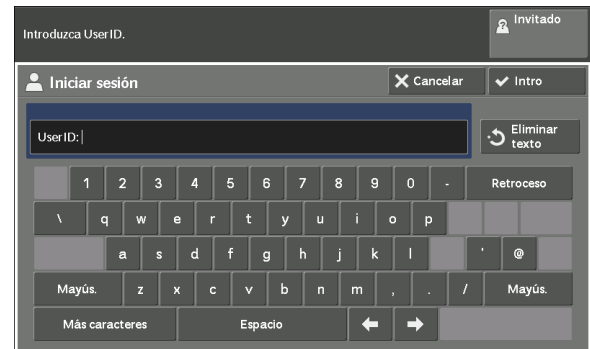 Introduzca UserID.
Invitado
Iniciar sesión
Cancelar
Intro
UserID:
Eliminar
texto
1 2 3 4 5 6 7 8 9 0 - Retroceso
\ q w e r t y u i o p
a s d f g h j k l ' @
Mayús. z x c v b n m , . / Mayús.
Más caracteres Espacio ← →